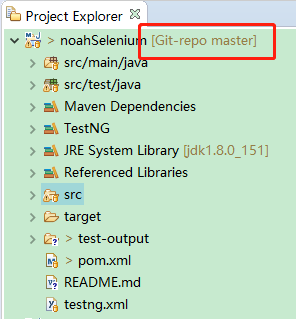 Project Explorer
> noahSelenium [Git-repo master]
src/main/java
src/test/java
Maven Dependencies
TestNG
JRE System Library [jdk1.8.0_151]
Referenced Libraries
src
target
> test-output
> pom.xml
README.md
testng.xml